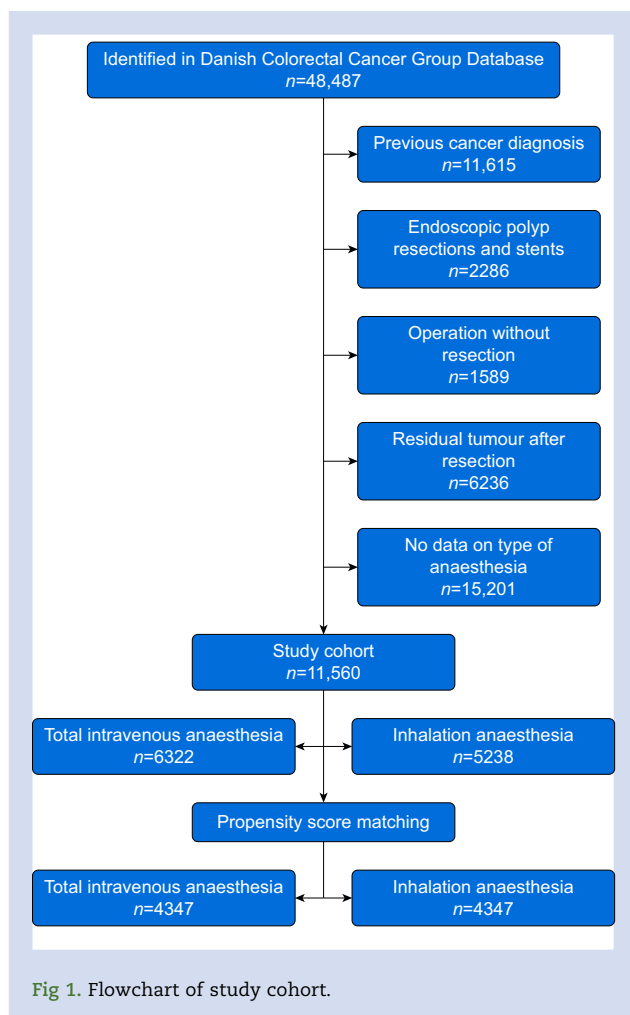 Identified in Danish Colorectal Cancer Group Database
n=48,487
Previous cancer diagnosis
n=11,615
Endoscopic polyp
resections and stents
n=2286
Operation without
resection
n=1589
Residual tumour after
resection
n=6236
No data on type of
anaesthesia
n=15,201
Study cohort
n=11,560
Total intravenous anaesthesia
n=6322
Inhalation anaesthesia
n=5238
Propensity score matching
Total intravenous anaesthesia
n=4347
Inhalation anaesthesia
n=4347
Fig 1. Flowchart of study cohort.